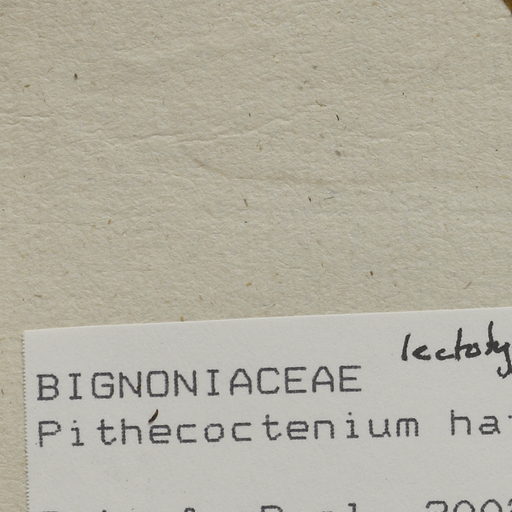 lectoty
BIGNONIACEAE
Pithécoctenium ha